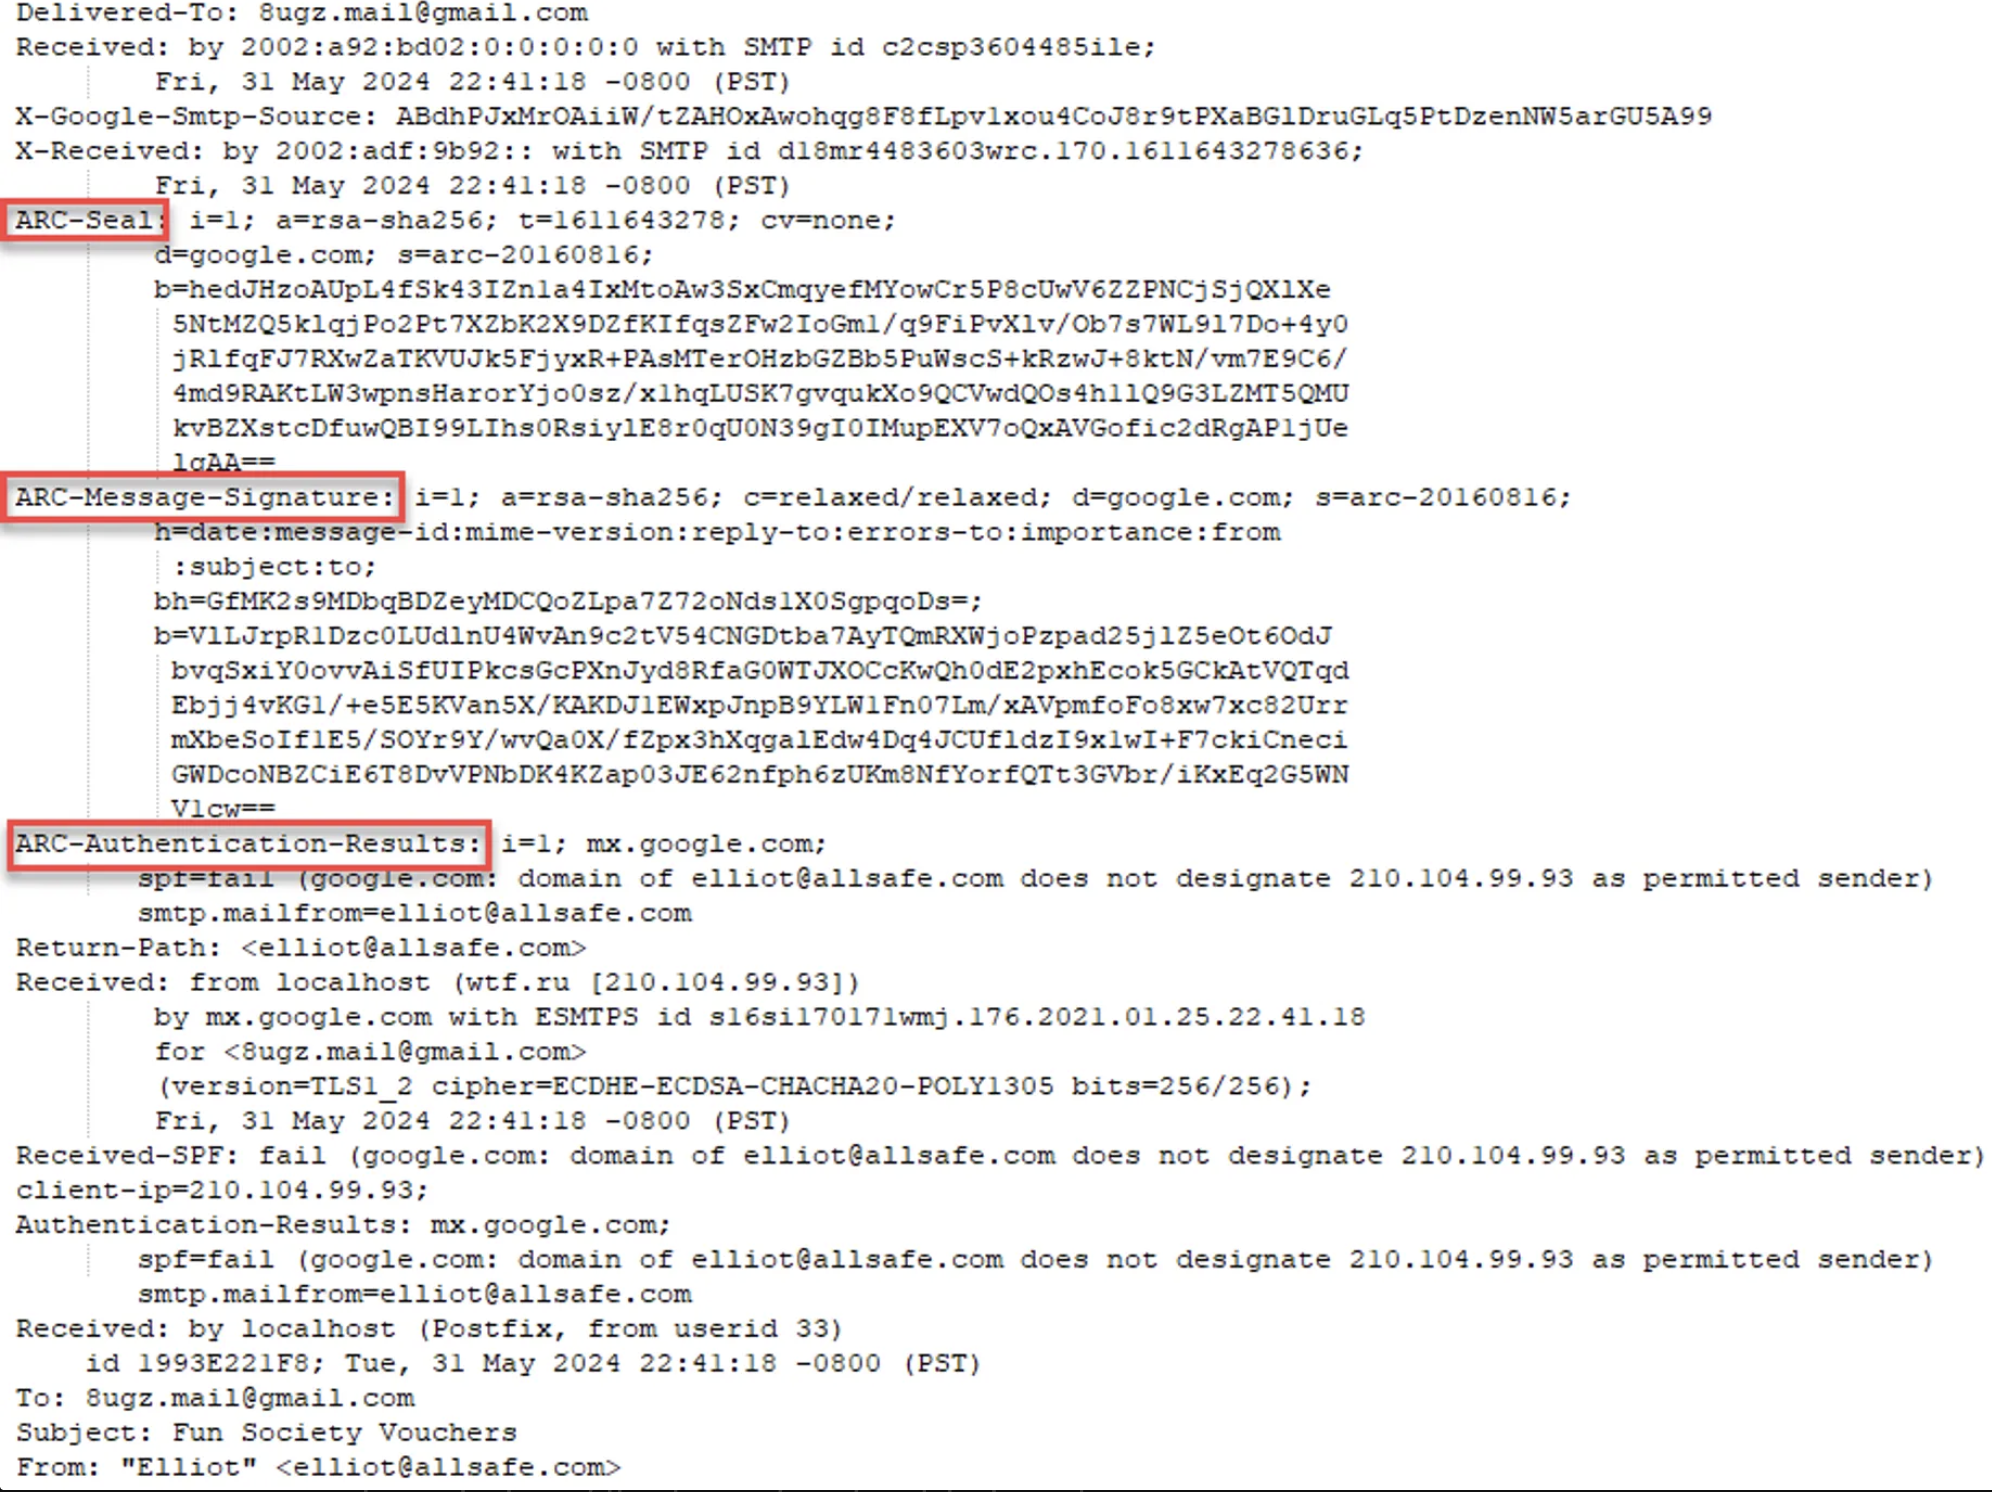 Delivered-To: 8ugz.mail@gmail.com
Received: by 2002:a92:bd02:0:0:0:0:0 with SMTP id c2csp3604485ile;
Fri, 31 May 2024 22:41:18 -0800 (PST)
X-Google-Smtp-Source: ABdhPJxMrOAiiW/tZAHOxAwohqg8F8fLpvlxou4CoJ8r9tPXaBGlDruGLq5PtDzenNW5arGU5A99
X-Received: by 2002:adf:9b92:: with SMTP id d18mr4483603wrc.170.1611643278636;
Fri, 31 May 2024 22:41:18 -0800 (PST)
ARC-Seal: i=1; a=rsa-sha256; t=1611643278; cv=none;
d=google.com; s=arc-20160816;
b=hedJHzoAUpL4fSk43IZnla4IxMtoAw3SxCmqyefMYowCr5P8cUwV6ZZPNCjSjQXlXe
5NtMZQ5klqjPo2Pt7XZbK2X9DZfKIfqsZFw2IoGml/q9FiPvXlv/Ob7s7WL9l7Do+4y0
jRlfqFJ7RXwZaTKVUJk5FjyxR+PAsMTerOHzbGZBb5PuWscS+kRzwJ+8ktN/vm7E9C6/
4md9RAKtLW3wpnsHarorYjo0sz/xlhqLUSK7gvqukXo9QCVwdQOs4hllQ9G3LZMT5QMU
kvBZXstcDfuwQBI99LIhs0RsiylE8r0qU0N39gI0IMupEXV7oQxAVGofic2dRgAPljUe
lgAA==
ARC-Message-Signature: i=1; a=rsa-sha256; c=relaxed/relaxed; d=google.com; s=arc-20160816;
h=date:message-id:mime-version:reply-to:errors-to:importance:from
:subject:to;
bh=GfMK2s9MDbqBDZeyMDCQoZLpa7Z72oNdslX0SgpqoDs=;
b=VlLJrpRlDzc0LUdlnU4WvAn9c2tV54CNGDtba7AyTQmRXWjoPzpad25jlZ5eOt6OdJ
bvqSxiY0ovvAiSfUIPkcsGcPXnJyd8RfaG0WTJXOCcKwQh0dE2pxhEcok5GCkAtVQTqd
Ebjj4vKGl/+e5E5KVan5X/KAKDJlEWxpJnpB9YLWlFn07Lm/xAVpmfoFo8xw7xc82Urr
mXbeSoIflE5/SOYr9Y/wvQa0X/fZpx3hXqgalEdw4Dq4JCUfldzI9xlwI+F7ckiCneci
GWDcoNBZCiE6T8DvVPNbDK4KZap03JE62nfph6zUKm8NfYorfQTt3GVbr/iKxEq2G5WN
Vlcw==
ARC-Authentication-Results: i=1; mx.google.com;
spf=fail (google.com: domain of elliot@allsafe.com does not designate 210.104.99.93 as permitted sender)
smtp.mailfrom=elliot@allsafe.com
Return-Path: <elliot@allsafe.com>
Received: from localhost (wtf.ru [210.104.99.93])
by mx.google.com with ESMTPS id s16si170171wmj.176.2021.01.25.22.41.18
for <8ugz.mail@gmail.com>
(version=TLS1_2 cipher=ECDHE-ECDSA-CHACHA20-POLY1305 bits=256/256);
Fri, 31 May 2024 22:41:18 -0800 (PST)
Received-SPF: fail (google.com: domain of elliot@allsafe.com does not designate 210.104.99.93 as permitted sender)
client-ip=210.104.99.93;
Authentication-Results: mx.google.com;
spf=fail (google.com: domain of elliot@allsafe.com does not designate 210.104.99.93 as permitted sender)
smtp.mailfrom=elliot@allsafe.com
Received: by localhost (Postfix, from userid 33)
id 1993E221F8; Tue, 31 May 2024 22:41:18 -0800 (PST)
To: 8ugz.mail@gmail.com
Subject: Fun Society Vouchers
From: "Elliot" <elliot@allsafe.com>